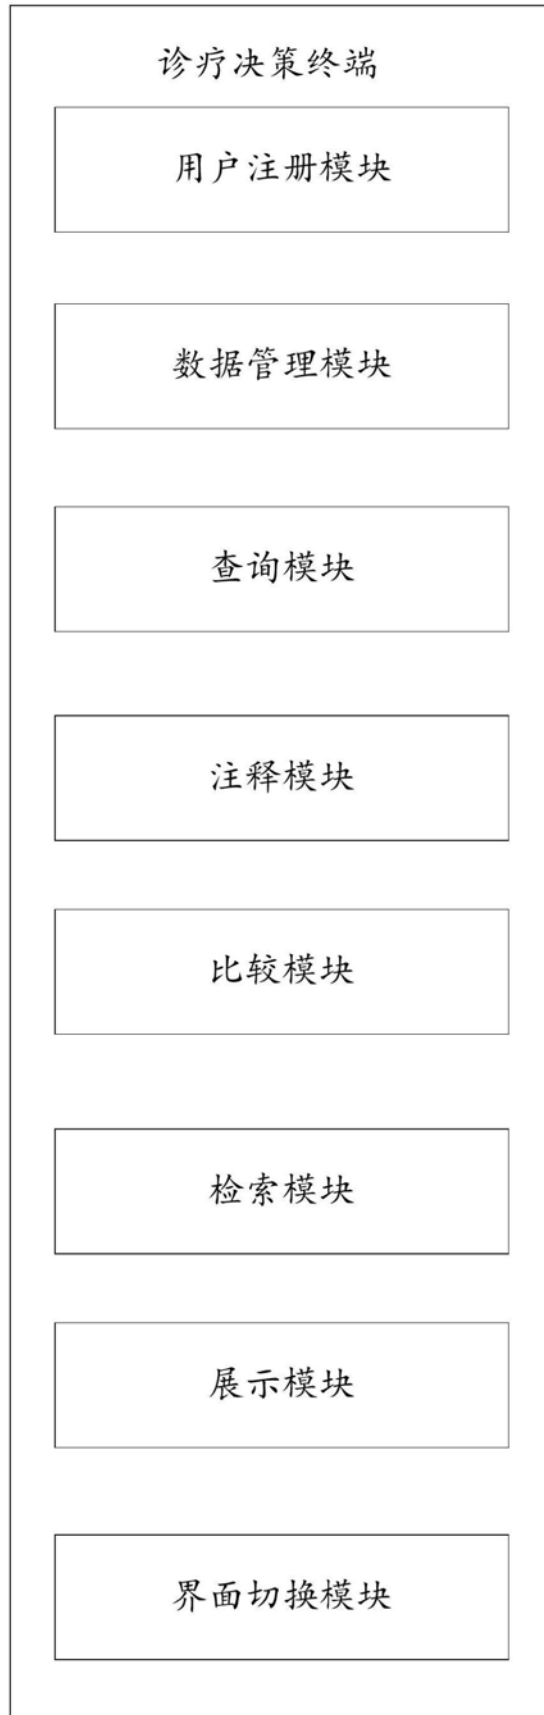 诊疗决策终端
用户注册模块
数据管理模块
查询模块
注释模块
比较模块
检索模块
展示模块
界面切换模块